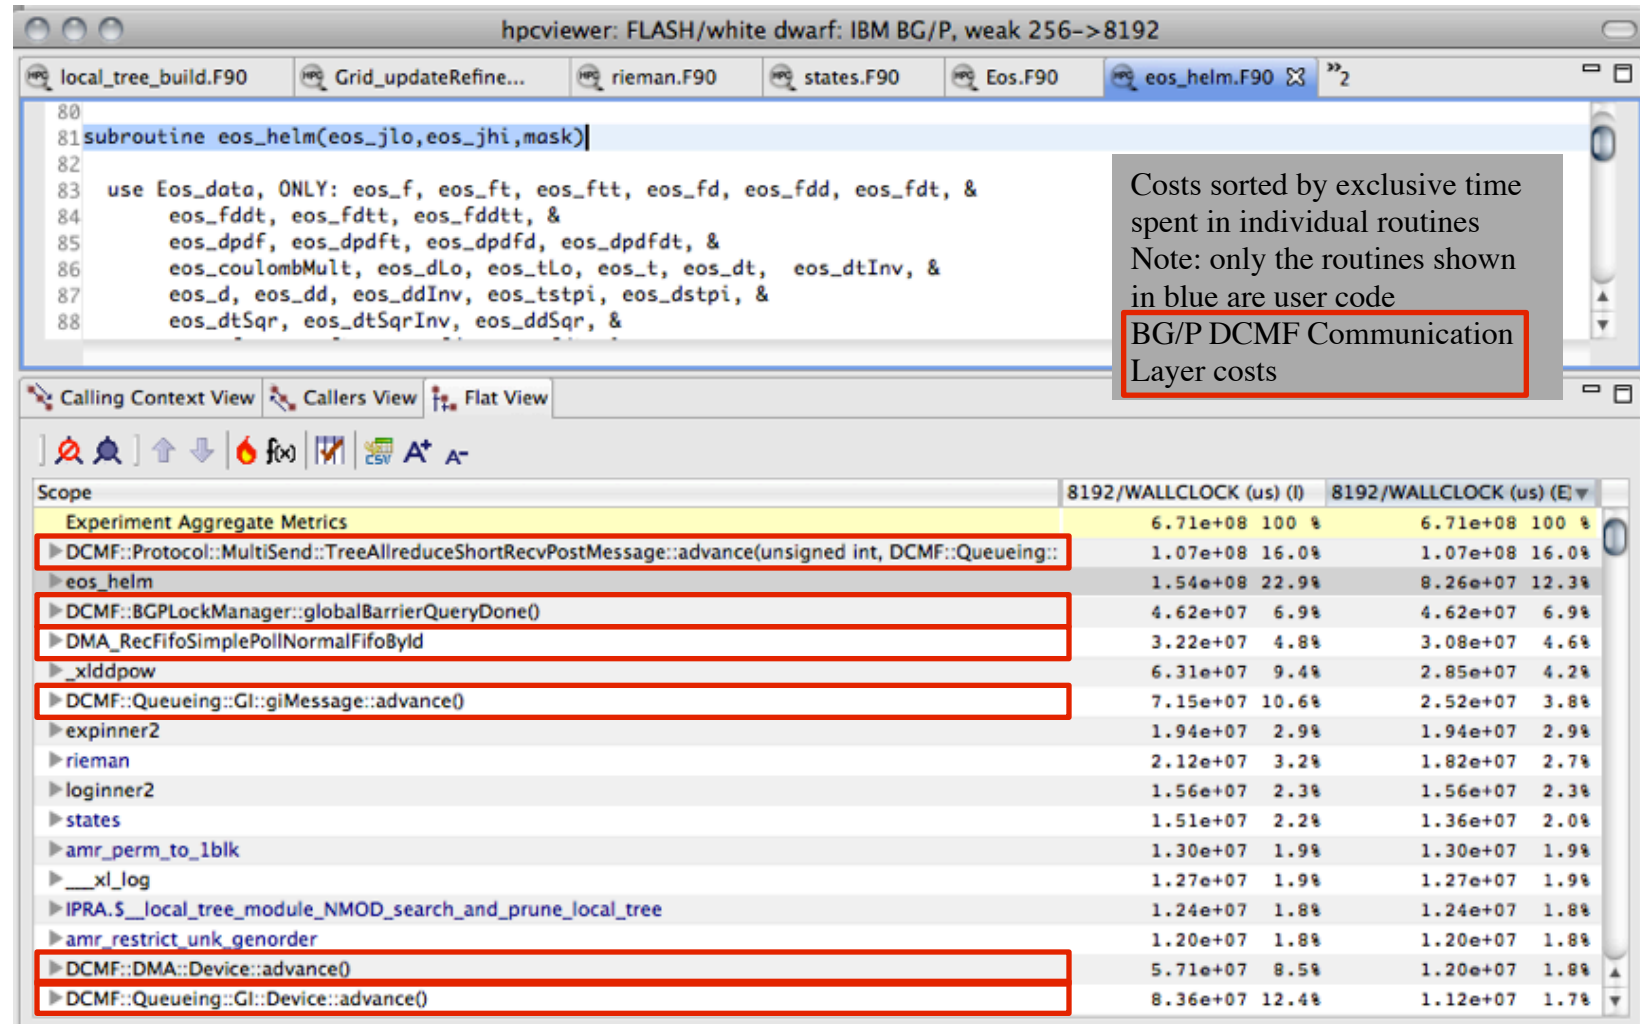 hpcviewer: FLASH/white dwarf: IBM BG/P, weak 256->8192
local_tree_build.F90 Grid_updateRefine... rieman.F90 states.F90 Eos.F90 eos_helm.F90 »2
80
81 subroutine eos_helm(eos_jlo,eos_jhi,mask)
82
83 use Eos_data, ONLY: eos_f, eos_ft, eos_ftt, eos_fd, eos_fdd, eos_fdt, &
84 eos_fddt, eos_fdtt, eos_fddtt, &
85 eos_dpdf, eos_dpdft, eos_dpdfd, eos_dpdfdt, &
86 eos_coulombMult, eos_dLo, eos_tLo, eos_t, eos_dt, eos_dtInv, &
87 eos_d, eos_dd, eos_ddInv, eos_tstpi, eos_dstpi, &
88 eos_dtSqr, eos_dtSqrInv, eos_ddSqr, &
Costs sorted by exclusive time
spent in individual routines
Note: only the routines shown
in blue are user code
BG/P DCMF Communication
Layer costs
Calling Context View Callers View Flat View
f(x) CSV A+ A-
Scope 8192/WALLCLOCK (us) (I) 8192/WALLCLOCK (us) (E)
Experiment Aggregate Metrics 6.71e+08 100 % 6.71e+08 100 %
DCMF::Protocol::MultiSend::TreeAllreduceShortRecvPostMessage::advance(unsigned int, DCMF::Queueing:: 1.07e+08 16.0% 1.07e+08 16.0%
eos_helm 1.54e+08 22.9% 8.26e+07 12.3%
DCMF::BGPLockManager::globalBarrierQueryDone() 4.62e+07 6.9% 4.62e+07 6.9%
DMA_RecFifoSimplePollNormalFifoById 3.22e+07 4.8% 3.08e+07 4.6%
_xlddpow 6.31e+07 9.4% 2.85e+07 4.2%
DCMF::Queueing::GI::giMessage::advance() 7.15e+07 10.6% 2.52e+07 3.8%
expinner2 1.94e+07 2.9% 1.94e+07 2.9%
rieman 2.12e+07 3.2% 1.82e+07 2.7%
loginner2 1.56e+07 2.3% 1.56e+07 2.3%
states 1.51e+07 2.2% 1.36e+07 2.0%
amr_perm_to_1blk 1.30e+07 1.9% 1.30e+07 1.9%
___xl_log 1.27e+07 1.9% 1.27e+07 1.9%
IPRA.$__local_tree_module_NMOD_search_and_prune_local_tree 1.24e+07 1.8% 1.24e+07 1.8%
amr_restrict_unk_genorder 1.20e+07 1.8% 1.20e+07 1.8%
DCMF::DMA::Device::advance() 5.71e+07 8.5% 1.20e+07 1.8%
DCMF::Queueing::GI::Device::advance() 8.36e+07 12.4% 1.12e+07 1.7%